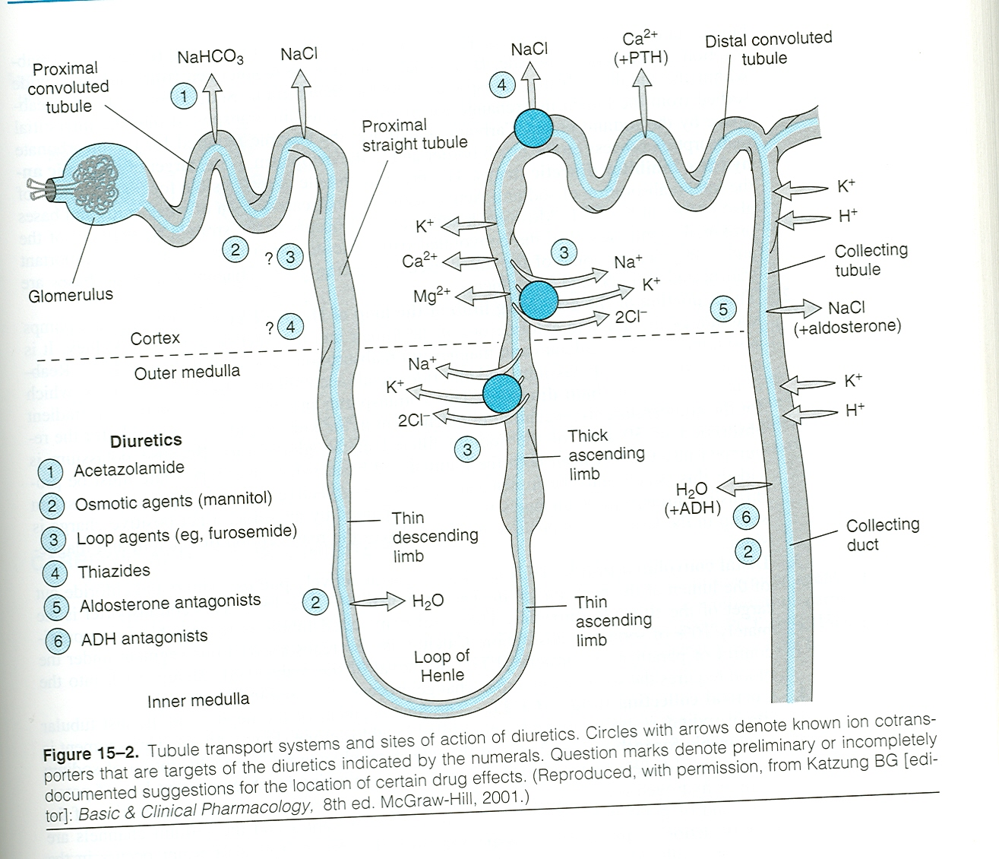 NaHCO3
NaCl
Proximal
convoluted
tubule
1
Glomerulus
2
? 3
? 4
Proximal
straight tubule
NaCl
4
Ca2+
(+PTH)
Distal convoluted
tubule
K+
Ca2+
Mg2+
3
Na+
K+
2Cl−
K+
H+
Collecting
tubule
5
NaCl
(+aldosterone)
Cortex
Outer medulla
Na+
K+
2Cl−
3
K+
H+
Thick
ascending
limb
H2O
(+ADH)
6
2
Collecting
duct
Diuretics
1 Acetazolamide
2 Osmotic agents (mannitol)
3 Loop agents (eg, furosemide)
4 Thiazides
5 Aldosterone antagonists
6 ADH antagonists
Thin
descending
limb
2
H2O
Thin
ascending
limb
Loop of
Henle
Inner medulla
Figure 15–2. Tubule transport systems and sites of action of diuretics. Circles with arrows denote known ion cotrans-
porters that are targets of the diuretics indicated by the numerals. Question marks denote preliminary or incompletely
documented suggestions for the location of certain drug effects. (Reproduced, with permission, from Katzung BG [edi-
tor]: Basic & Clinical Pharmacology, 8th ed. McGraw-Hill, 2001.)